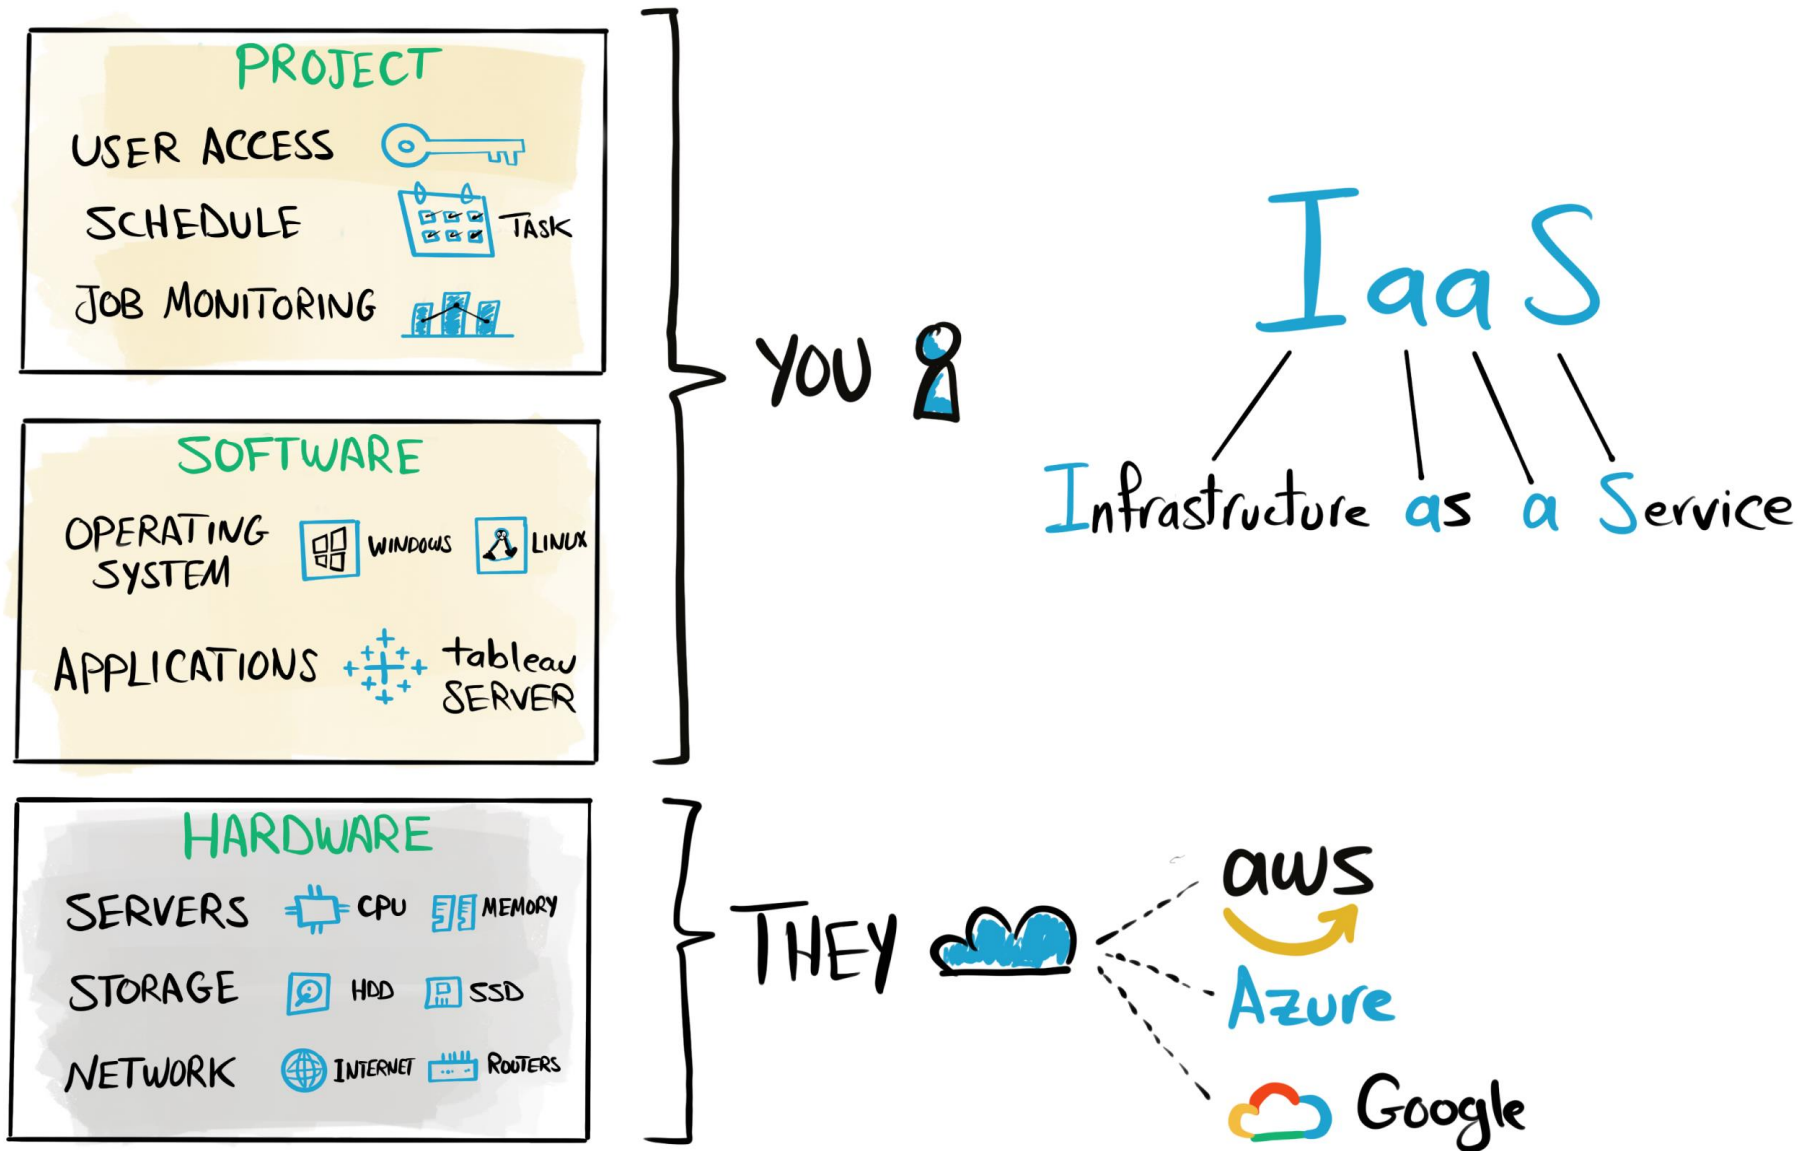 PROJECT
USER ACCESS
SCHEDULE TASK
JOB MONITORING
SOFTWARE
OPERATING SYSTEM WINDOWS LINUX
APPLICATIONS tableau SERVER
HARDWARE
SERVERS CPU MEMORY
STORAGE HDD SSD
NETWORK INTERNET ROUTERS
YOU
THEY
IaaS
Infrastructure as a Service
aws
Azure
Google